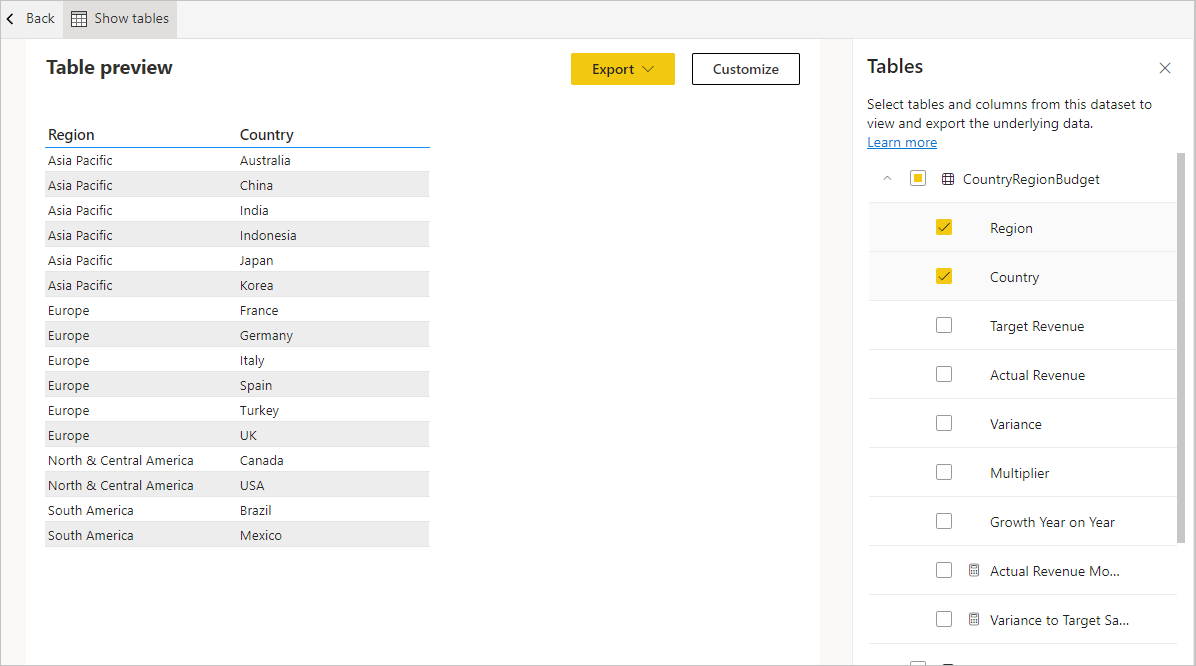 Back Show tables
Table preview
Export
Customize
Region Country
Asia Pacific Australia
Asia Pacific China
Asia Pacific India
Asia Pacific Indonesia
Asia Pacific Japan
Asia Pacific Korea
Europe France
Europe Germany
Europe Italy
Europe Spain
Europe Turkey
Europe UK
North & Central America Canada
North & Central America USA
South America Brazil
South America Mexico
Tables
Select tables and columns from this dataset to
view and export the underlying data.
Learn more
CountryRegionBudget
Region
Country
Target Revenue
Actual Revenue
Variance
Multiplier
Growth Year on Year
Actual Revenue Mo...
Variance to Target Sa...